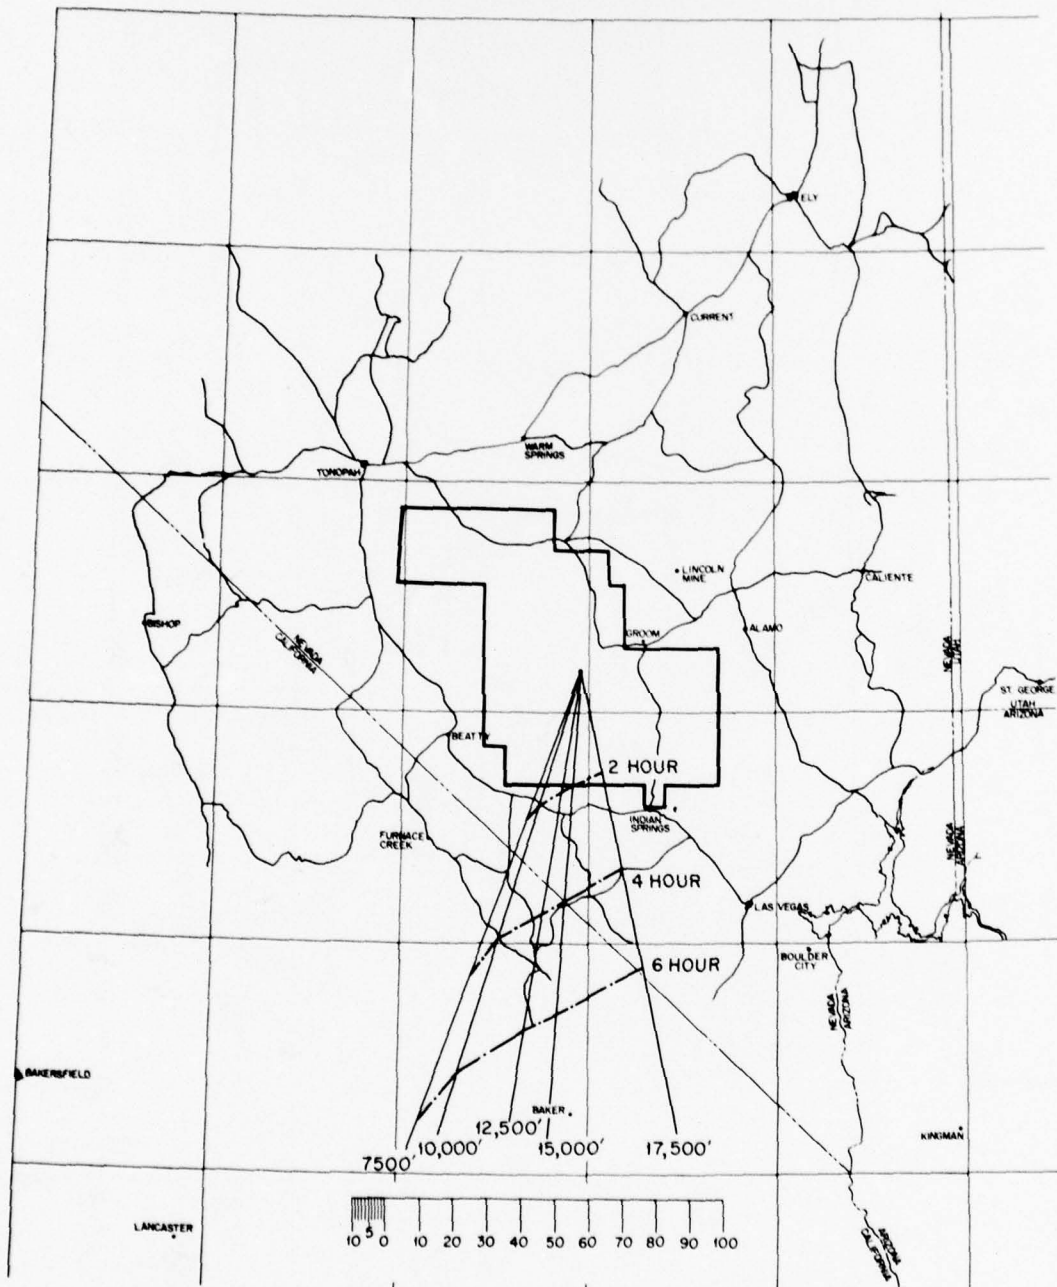 ELY
CURRENT
WARM
SPRINGS
TONOPAH
LINCOLN
MINE
CALIENTE
BISHOP
NEVADA
CALIFORNIA
GROOM
ALAMO
NEVADA
UTAH
ST. GEORGE
UTAH
ARIZONA
BEATTY
2 HOUR
INDIAN
SPRINGS
FURNACE
CREEK
NEVADA
ARIZONA
4 HOUR
LAS VEGAS
BOULDER
CITY
6 HOUR
NEVADA
ARIZONA
BAKERSFIELD
BAKER
12,500'
15,000'
17,500'
10,000'
7500'
KINGMAN
LANCASTER
10 5 0 10 20 30 40 50 60 70 80 90 100
ARIZONA
CALIFORNIA